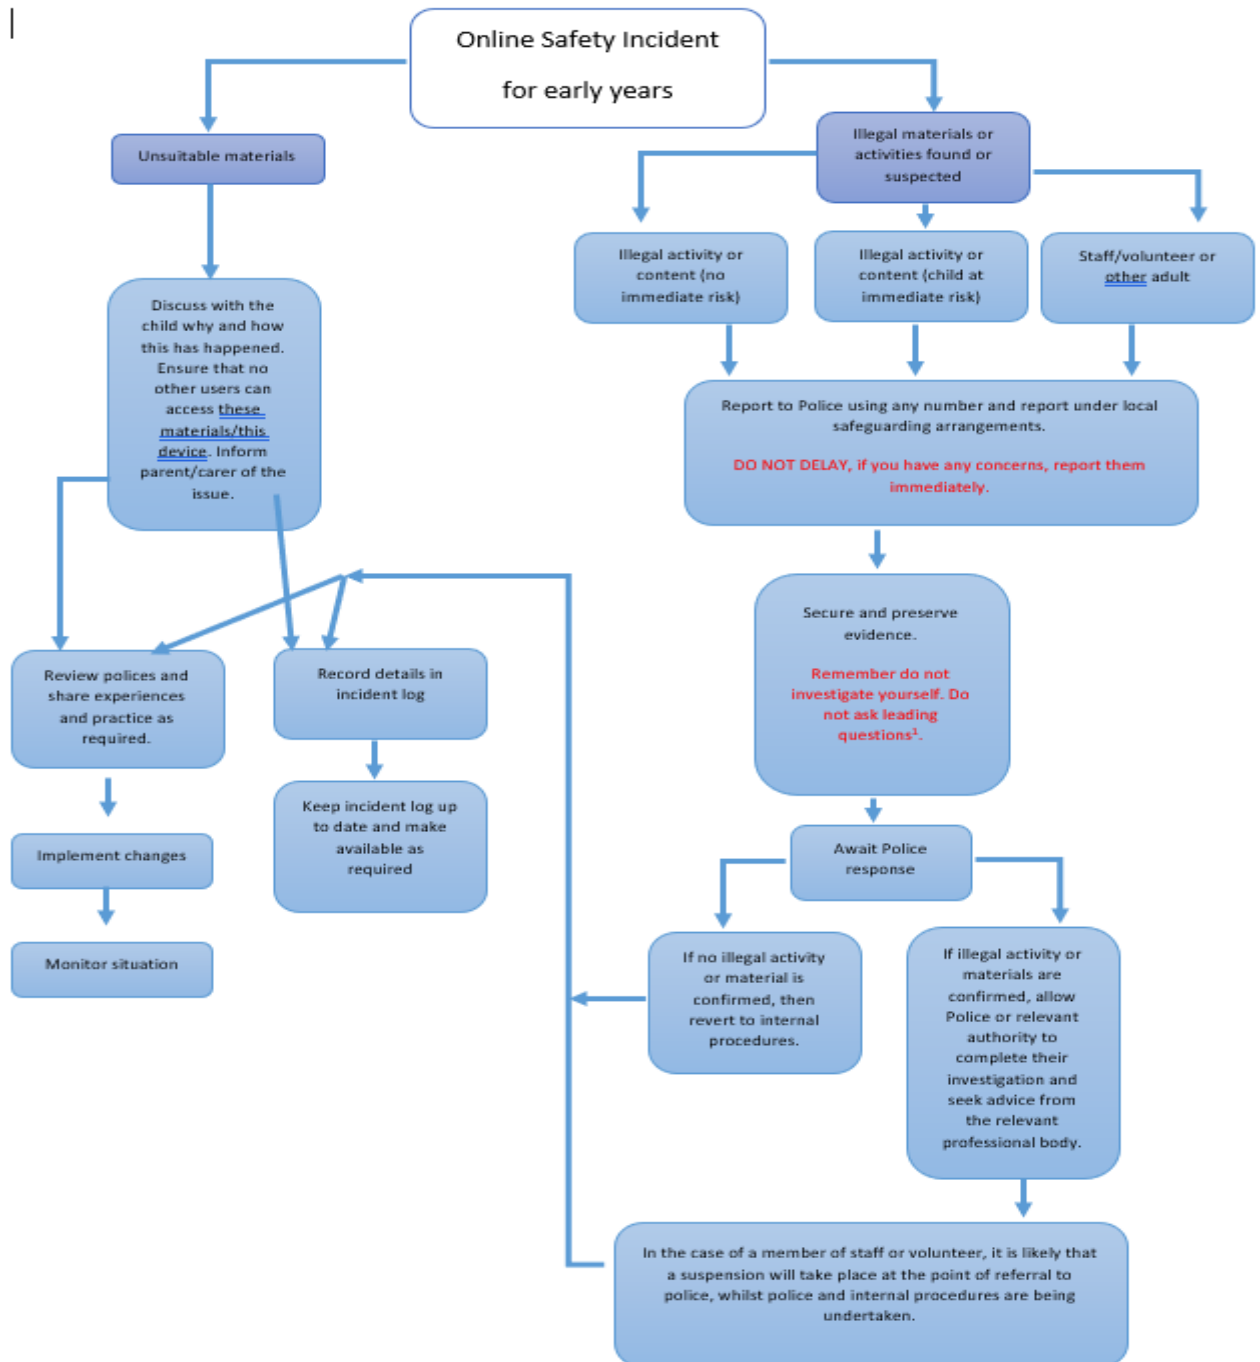 Online Safety Incident
for early years
Unsuitable materials
Illegal materials or
activities found or
suspected
Illegal activity or
content (no
immediate risk)
Illegal activity or
content (child at
immediate risk)
Staff/volunteer or
other adult
Discuss with the
child why and how
this has happened.
Ensure that no
other users can
access these
materials/this
device. Inform
parent/carer of the
issue.
Report to Police using any number and report under local
safeguarding arrangements.
DO NOT DELAY, if you have any concerns, report them
immediately.
Secure and preserve
evidence.
Remember do not
investigate yourself. Do
not ask leading
questions¹.
Review polices and
share experiences
and practice as
required.
Record details in
incident log
Keep incident log up
to date and make
available as
required
Implement changes
Monitor situation
Await Police
response
If no illegal activity
or material is
confirmed, then
revert to internal
procedures.
If illegal activity or
materials are
confirmed, allow
Police or relevant
authority to
complete their
investigation and
seek advice from
the relevant
professional body.
In the case of a member of staff or volunteer, it is likely that
a suspension will take place at the point of referral to
police, whilst police and internal procedures are being
undertaken.